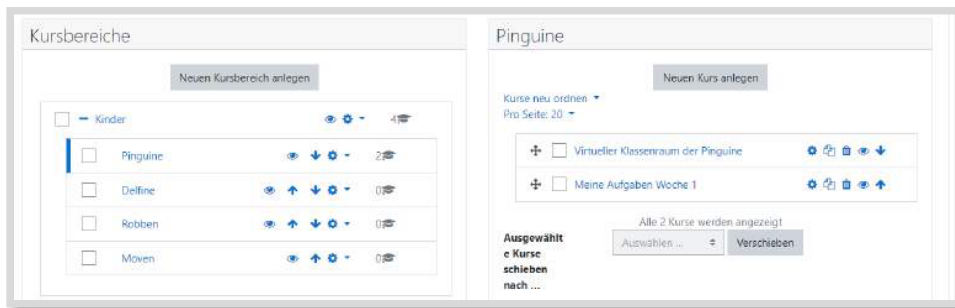 Kursbereiche
Neuen Kursbereich anlegen
Kinder 4
Pinguine 2
Delfine 0
Robben 0
Moven 0
Pinguine
Neuen Kurs anlegen
Kurse neu ordnen
Pro Seite: 20
Virtueller Klassenraum der Pinguine
Meine Aufgaben Woche 1
Alle 2 Kurse werden angezeigt
Ausgewählt
e Kurse
schieben
nach ...
Auswählen ... Verschieben